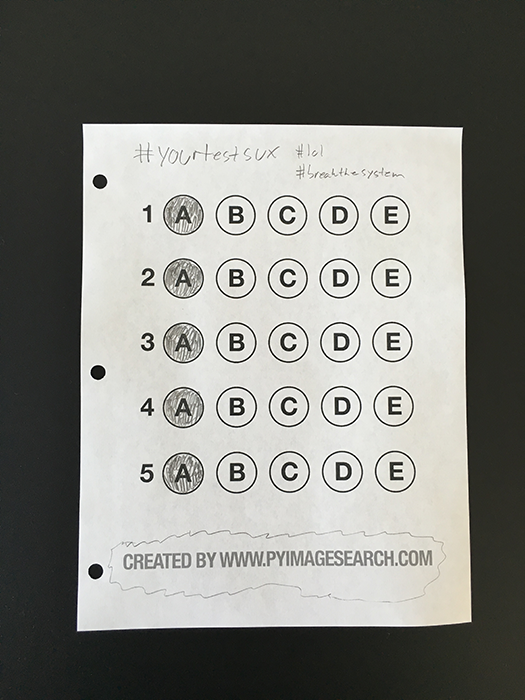 #yourtestsux #lol
#breakthesystem
1 A B C D E
2 A B C D E
3 A B C D E
4 A B C D E
5 A B C D E
CREATED BY WWW.PYIMAGESEARCH.COM